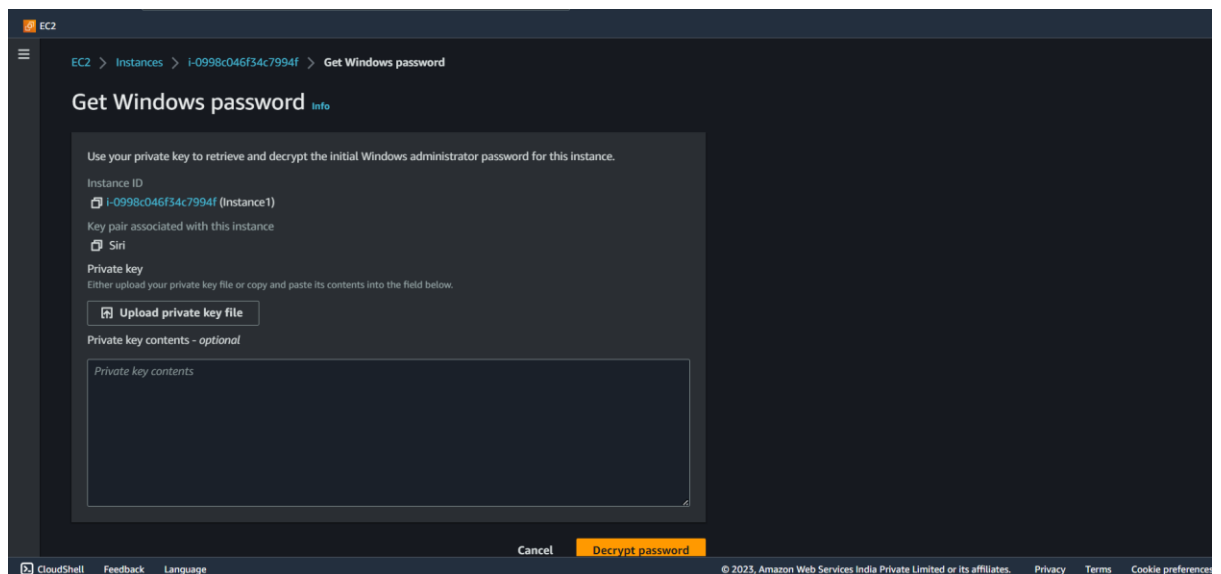 EC2
EC2 > Instances > i-0998c046f34c7994f > Get Windows password
Get Windows password Info
Use your private key to retrieve and decrypt the initial Windows administrator password for this instance.
Instance ID
i-0998c046f34c7994f (Instance1)
Key pair associated with this instance
Siri
Private key
Either upload your private key file or copy and paste its contents into the field below.
Upload private key file
Private key contents - optional
Private key contents
Cancel Decrypt password
CloudShell Feedback Language © 2023, Amazon Web Services India Private Limited or its affiliates. Privacy Terms Cookie preferences